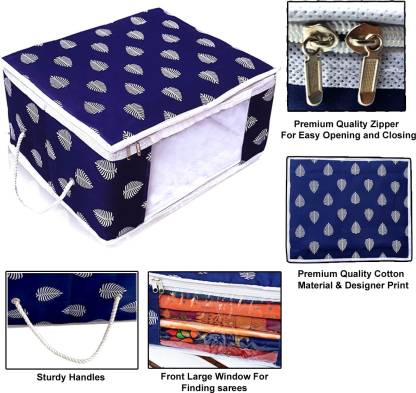 Premium Quality Zipper
For Easy Opening and Closing
Premium Quality Cotton
Material & Designer Print
Sturdy Handles
Front Large Window For
Finding sarees